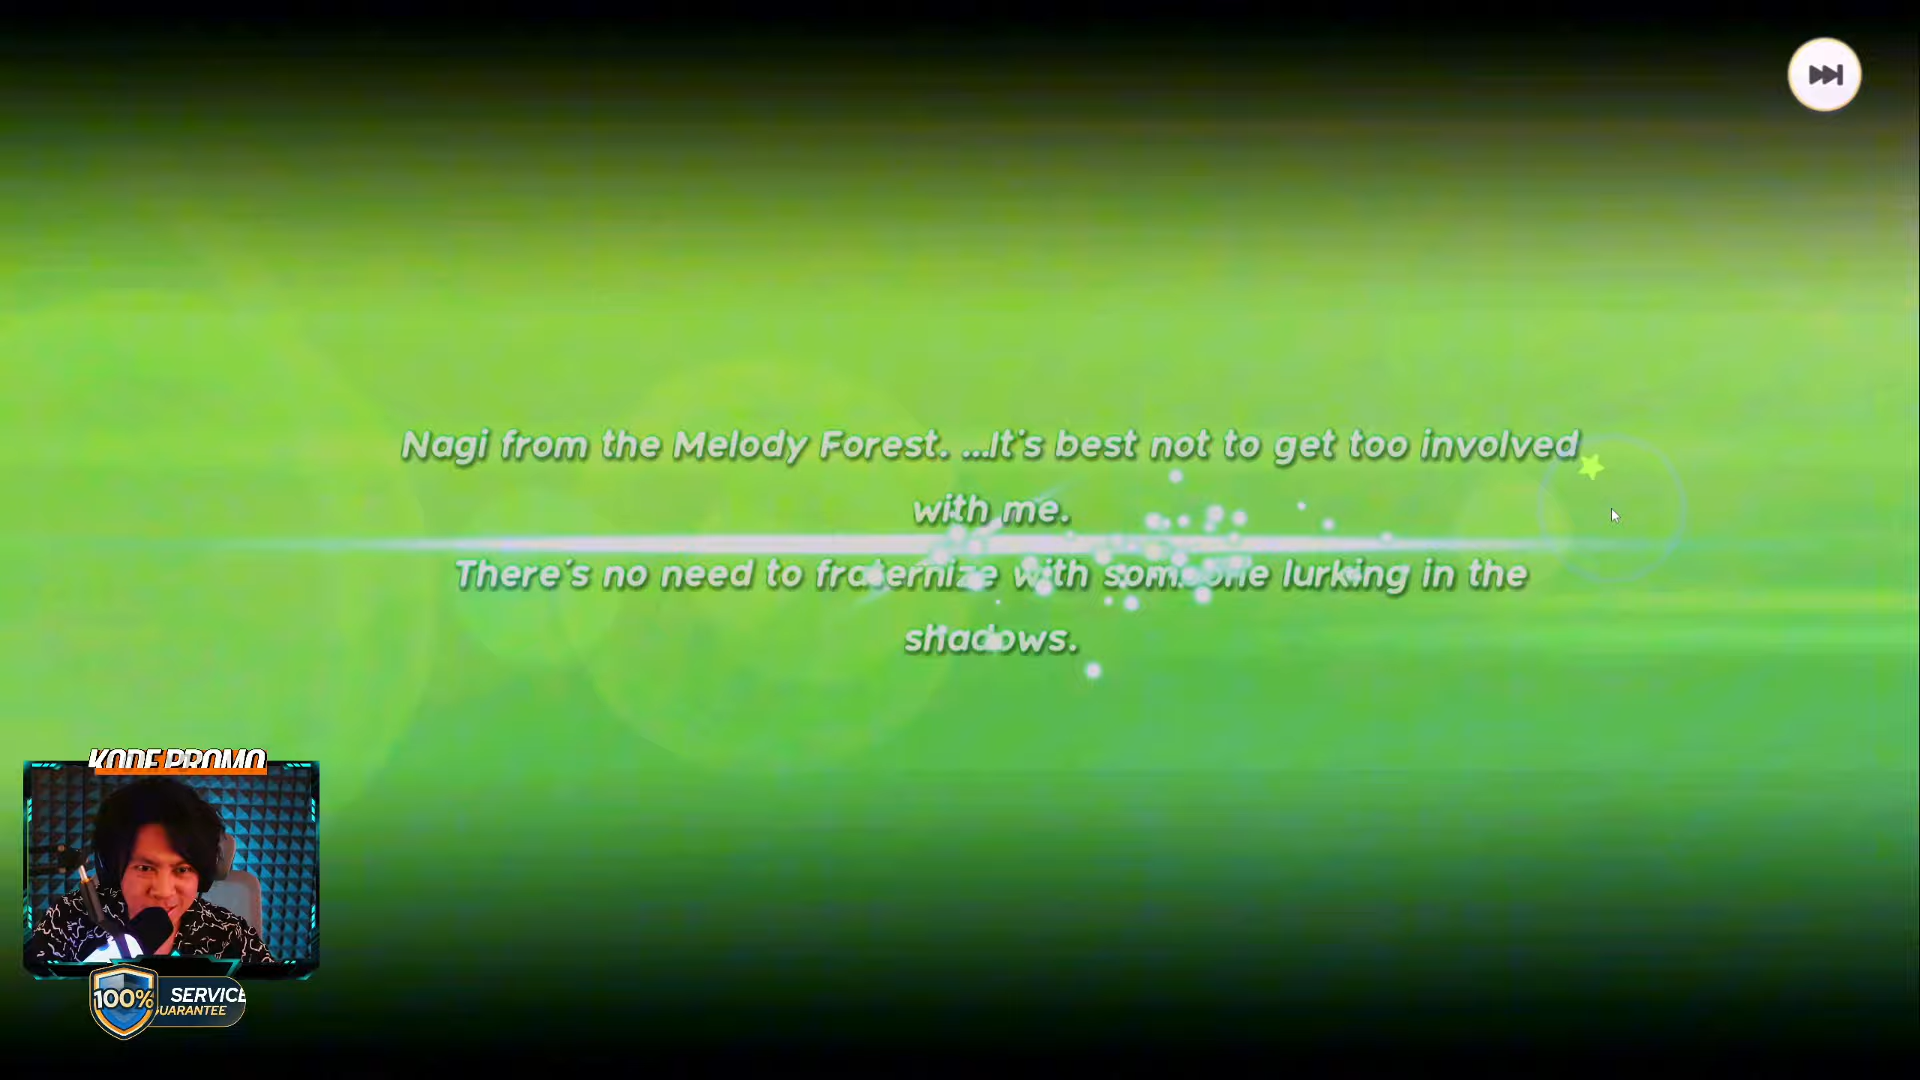 Nagi from the Melody Forest. ...It's best not to get too involved
with me.
There's no need to fraternize with someone lurking in the
shadows.
KODE PROMO
100% SERVICE
GUARANTEE